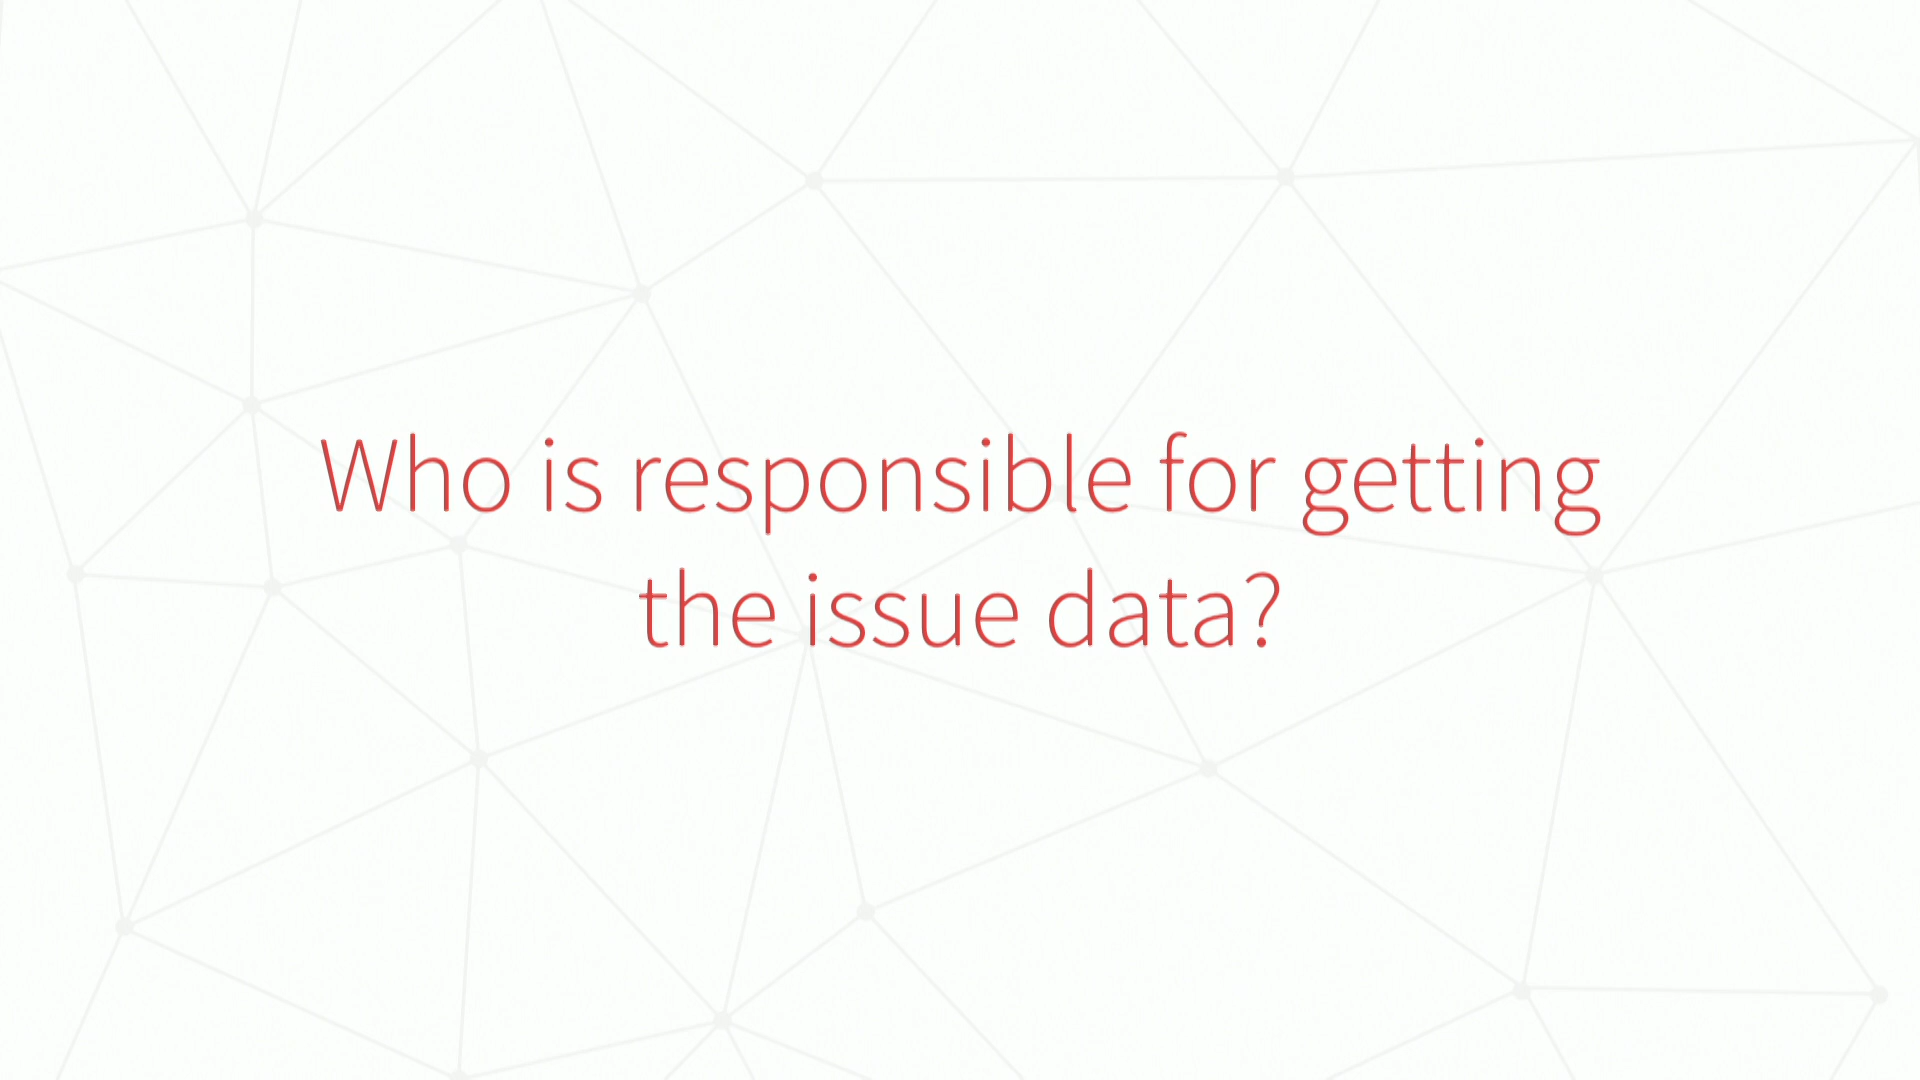 Who is responsible for getting
the issue data?